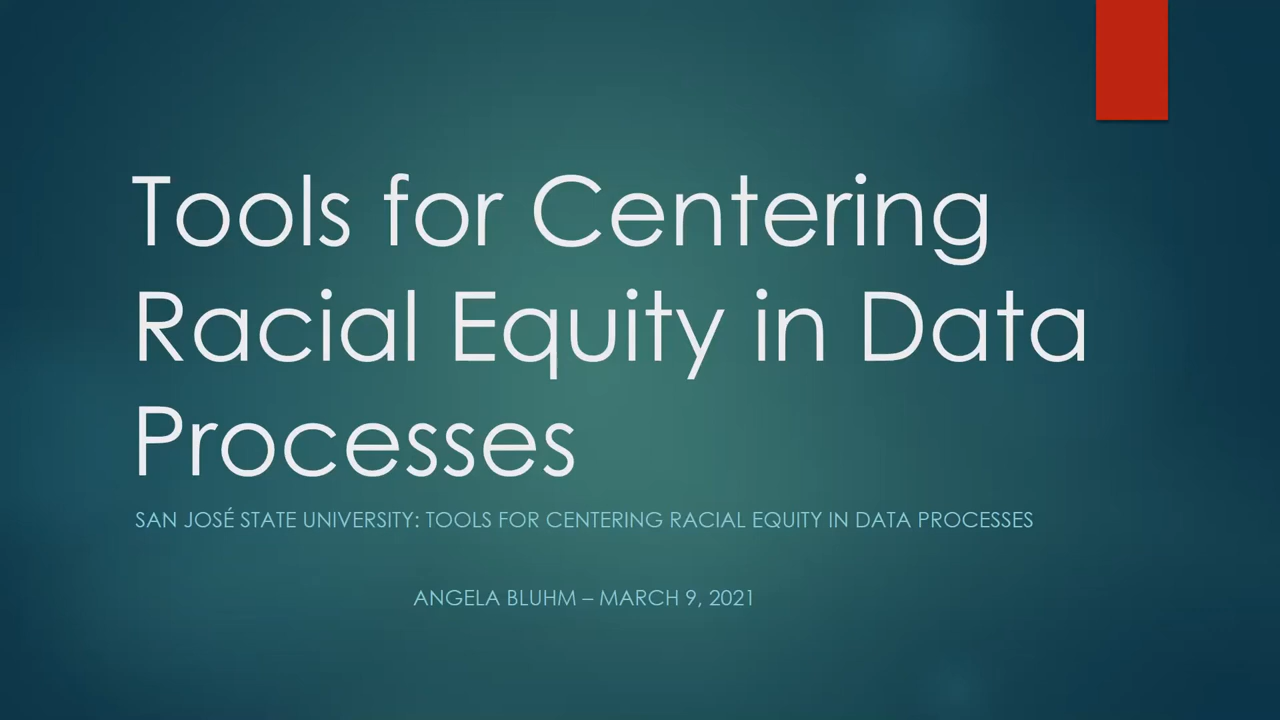 Tools for Centering
Racial Equity in Data
Processes
SAN JOSÉ STATE UNIVERSITY: TOOLS FOR CENTERING RACIAL EQUITY IN DATA PROCESSES
ANGELA BLUHM – MARCH 9, 2021